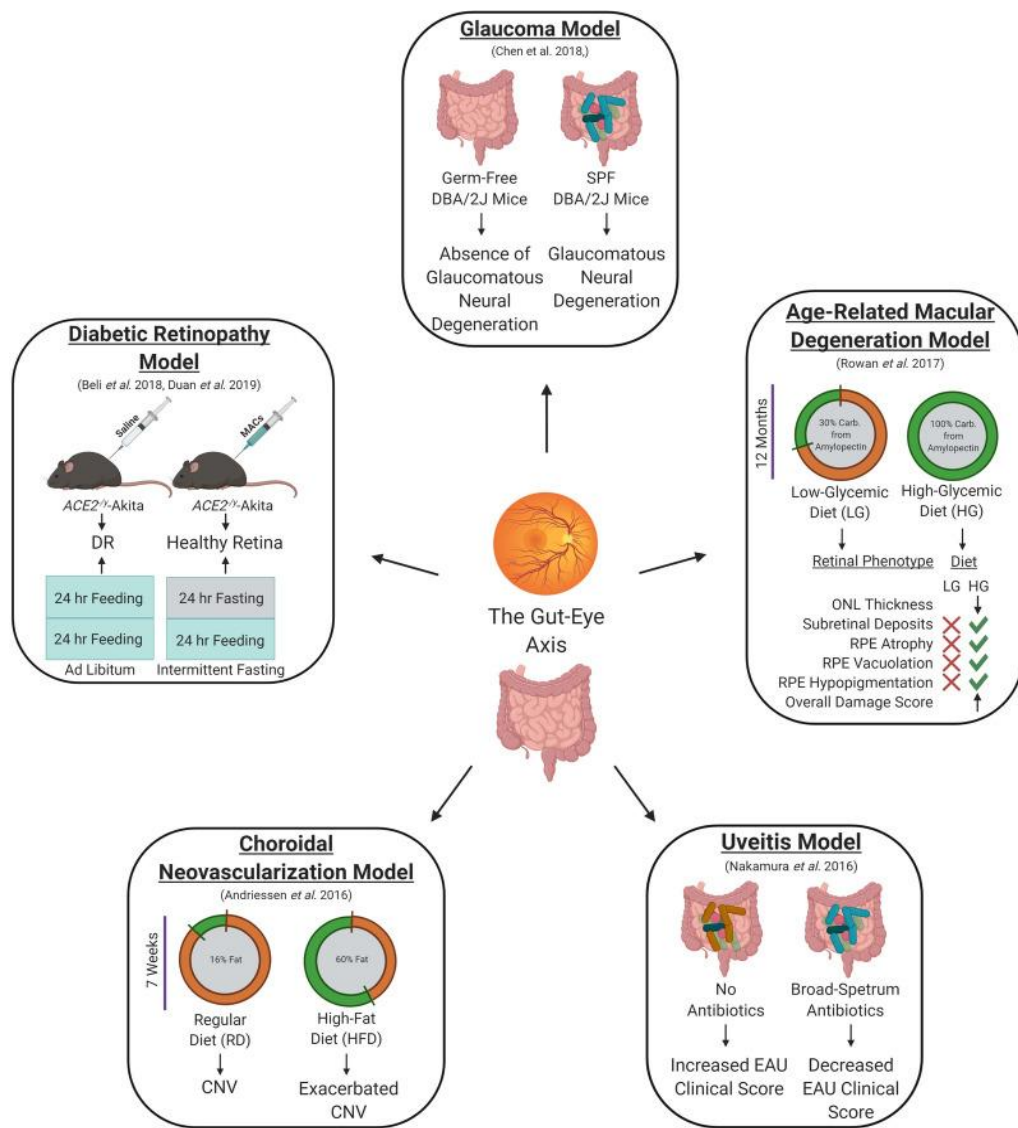 Glaucoma Model
(Chen et al. 2018,)
Germ-Free
DBA/2J Mice
Absence of
Glaucomatous
Neural
Degeneration
SPF
DBA/2J Mice
Glaucomatous
Neural
Degeneration
Diabetic Retinopathy
Model
(Beli et al. 2018, Duan et al. 2019)
Saline
ACE2-/y-Akita
DR
MACs
ACE2-/y-Akita
Healthy Retina
24 hr Feeding
24 hr Feeding
Ad Libitum
24 hr Fasting
24 hr Feeding
Intermittent Fasting
Age-Related Macular
Degeneration Model
(Rowan et al. 2017)
12 Months
30% Carb.
from
Amylopectin
Low-Glycemic
Diet (LG)
100% Carb.
from
Amylopectin
High-Glycemic
Diet (HG)
Retinal Phenotype
Diet
LG HG
ONL Thickness
Subretinal Deposits
RPE Atrophy
RPE Vacuolation
RPE Hypopigmentation
Overall Damage Score
The Gut-Eye
Axis
Choroidal
Neovascularization Model
(Andriessen et al. 2016)
7 Weeks
16% Fat
Regular
Diet (RD)
CNV
60% Fat
High-Fat
Diet (HFD)
Exacerbated
CNV
Uveitis Model
(Nakamura et al. 2016)
No
Antibiotics
Increased EAU
Clinical Score
Broad-Spetrum
Antibiotics
Decreased
EAU Clinical
Score